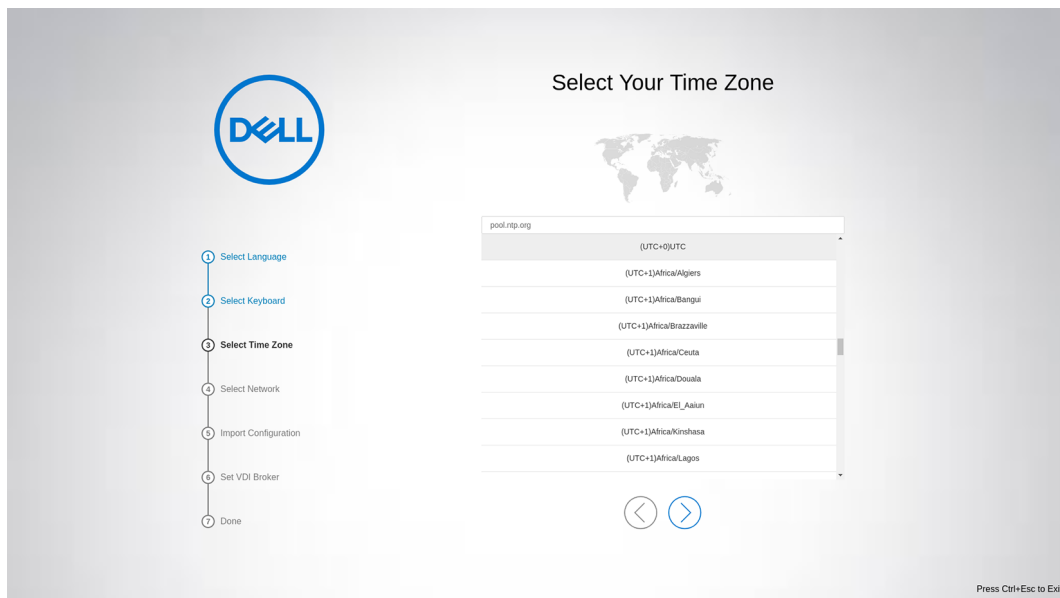 DELL
Select Your Time Zone
pool.ntp.org
(UTC+0)UTC
(UTC+1)Africa/Algiers
(UTC+1)Africa/Bangui
(UTC+1)Africa/Brazzaville
(UTC+1)Africa/Ceuta
(UTC+1)Africa/Douala
(UTC+1)Africa/El_Aaiun
(UTC+1)Africa/Kinshasa
(UTC+1)Africa/Lagos
1 Select Language
2 Select Keyboard
3 Select Time Zone
4 Select Network
5 Import Configuration
6 Set VDI Broker
7 Done
Press Ctrl+Esc to Exi